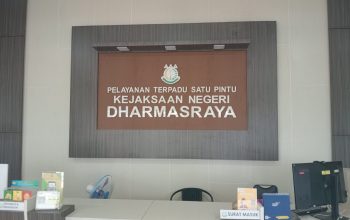 PELAYANAN TERPADU SATU PINTU
KEJAKSAAN NEGERI
DHARMASRAYA
SURAT MASUK